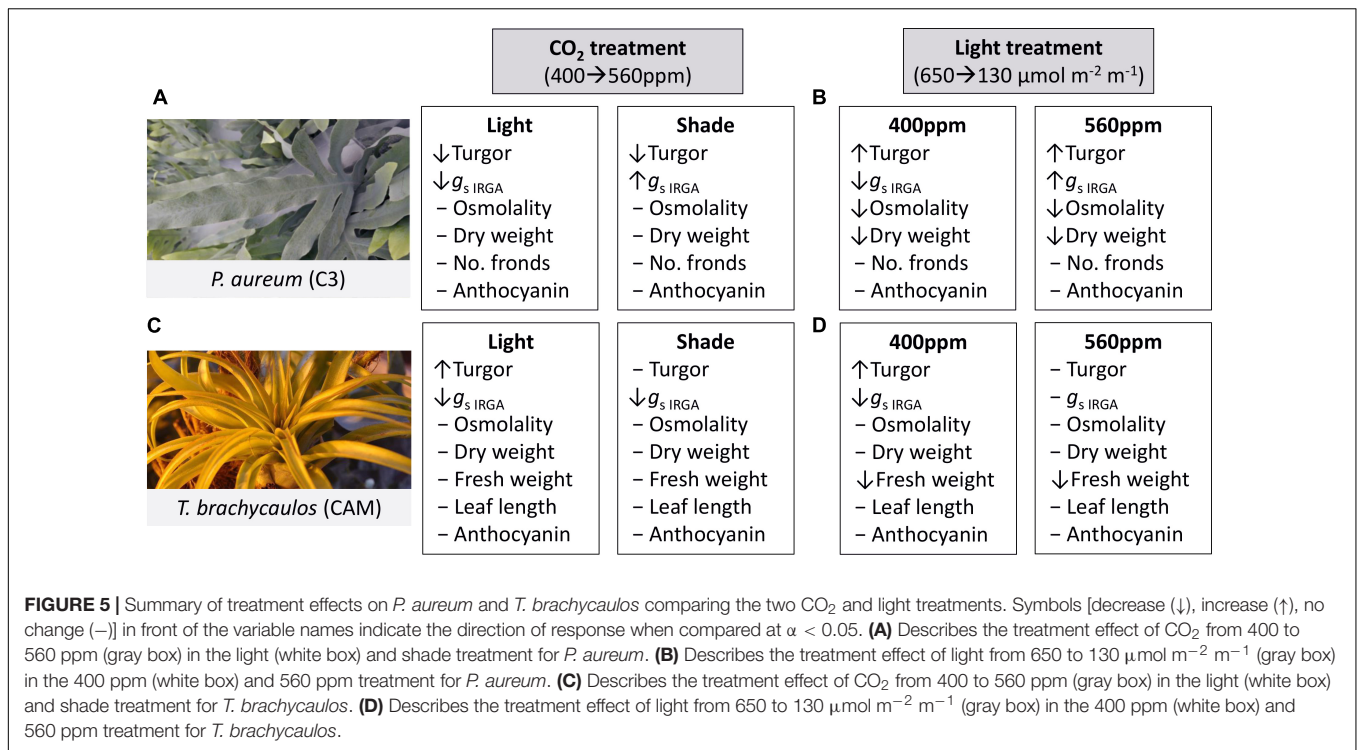 CO₂ treatment
(400→560ppm)
Light treatment
(650→130 µmol m⁻² m⁻¹)
A
P. aureum (C3)
Light
↓Turgor
↓gₛ IRGA
− Osmolality
− Dry weight
− No. fronds
− Anthocyanin
Shade
↓Turgor
↑gₛ IRGA
− Osmolality
− Dry weight
− No. fronds
− Anthocyanin
B
400ppm
↑Turgor
↓gₛ IRGA
↓Osmolality
↓Dry weight
− No. fronds
− Anthocyanin
560ppm
↑Turgor
↑gₛ IRGA
↓Osmolality
↓Dry weight
− No. fronds
− Anthocyanin
C
T. brachycaulos (CAM)
Light
↑Turgor
↓gₛ IRGA
− Osmolality
− Dry weight
− Fresh weight
− Leaf length
− Anthocyanin
Shade
− Turgor
↓gₛ IRGA
− Osmolality
− Dry weight
− Fresh weight
− Leaf length
− Anthocyanin
D
400ppm
↑Turgor
↓gₛ IRGA
− Osmolality
− Dry weight
↓Fresh weight
− Leaf length
− Anthocyanin
560ppm
− Turgor
− gₛ IRGA
− Osmolality
− Dry weight
↓Fresh weight
− Leaf length
− Anthocyanin
FIGURE 5 | Summary of treatment effects on P. aureum and T. brachycaulos comparing the two CO₂ and light treatments. Symbols [decrease (↓), increase (↑), no
change (−)] in front of the variable names indicate the direction of response when compared at α < 0.05. (A) Describes the treatment effect of CO₂ from 400 to
560 ppm (gray box) in the light (white box) and shade treatment for P. aureum. (B) Describes the treatment effect of light from 650 to 130 µmol m⁻² m⁻¹ (gray box)
in the 400 ppm (white box) and 560 ppm treatment for P. aureum. (C) Describes the treatment effect of CO₂ from 400 to 560 ppm (gray box) in the light (white box)
and shade treatment for T. brachycaulos. (D) Describes the treatment effect of light from 650 to 130 µmol m⁻² m⁻¹ (gray box) in the 400 ppm (white box) and
560 ppm treatment for T. brachycaulos.